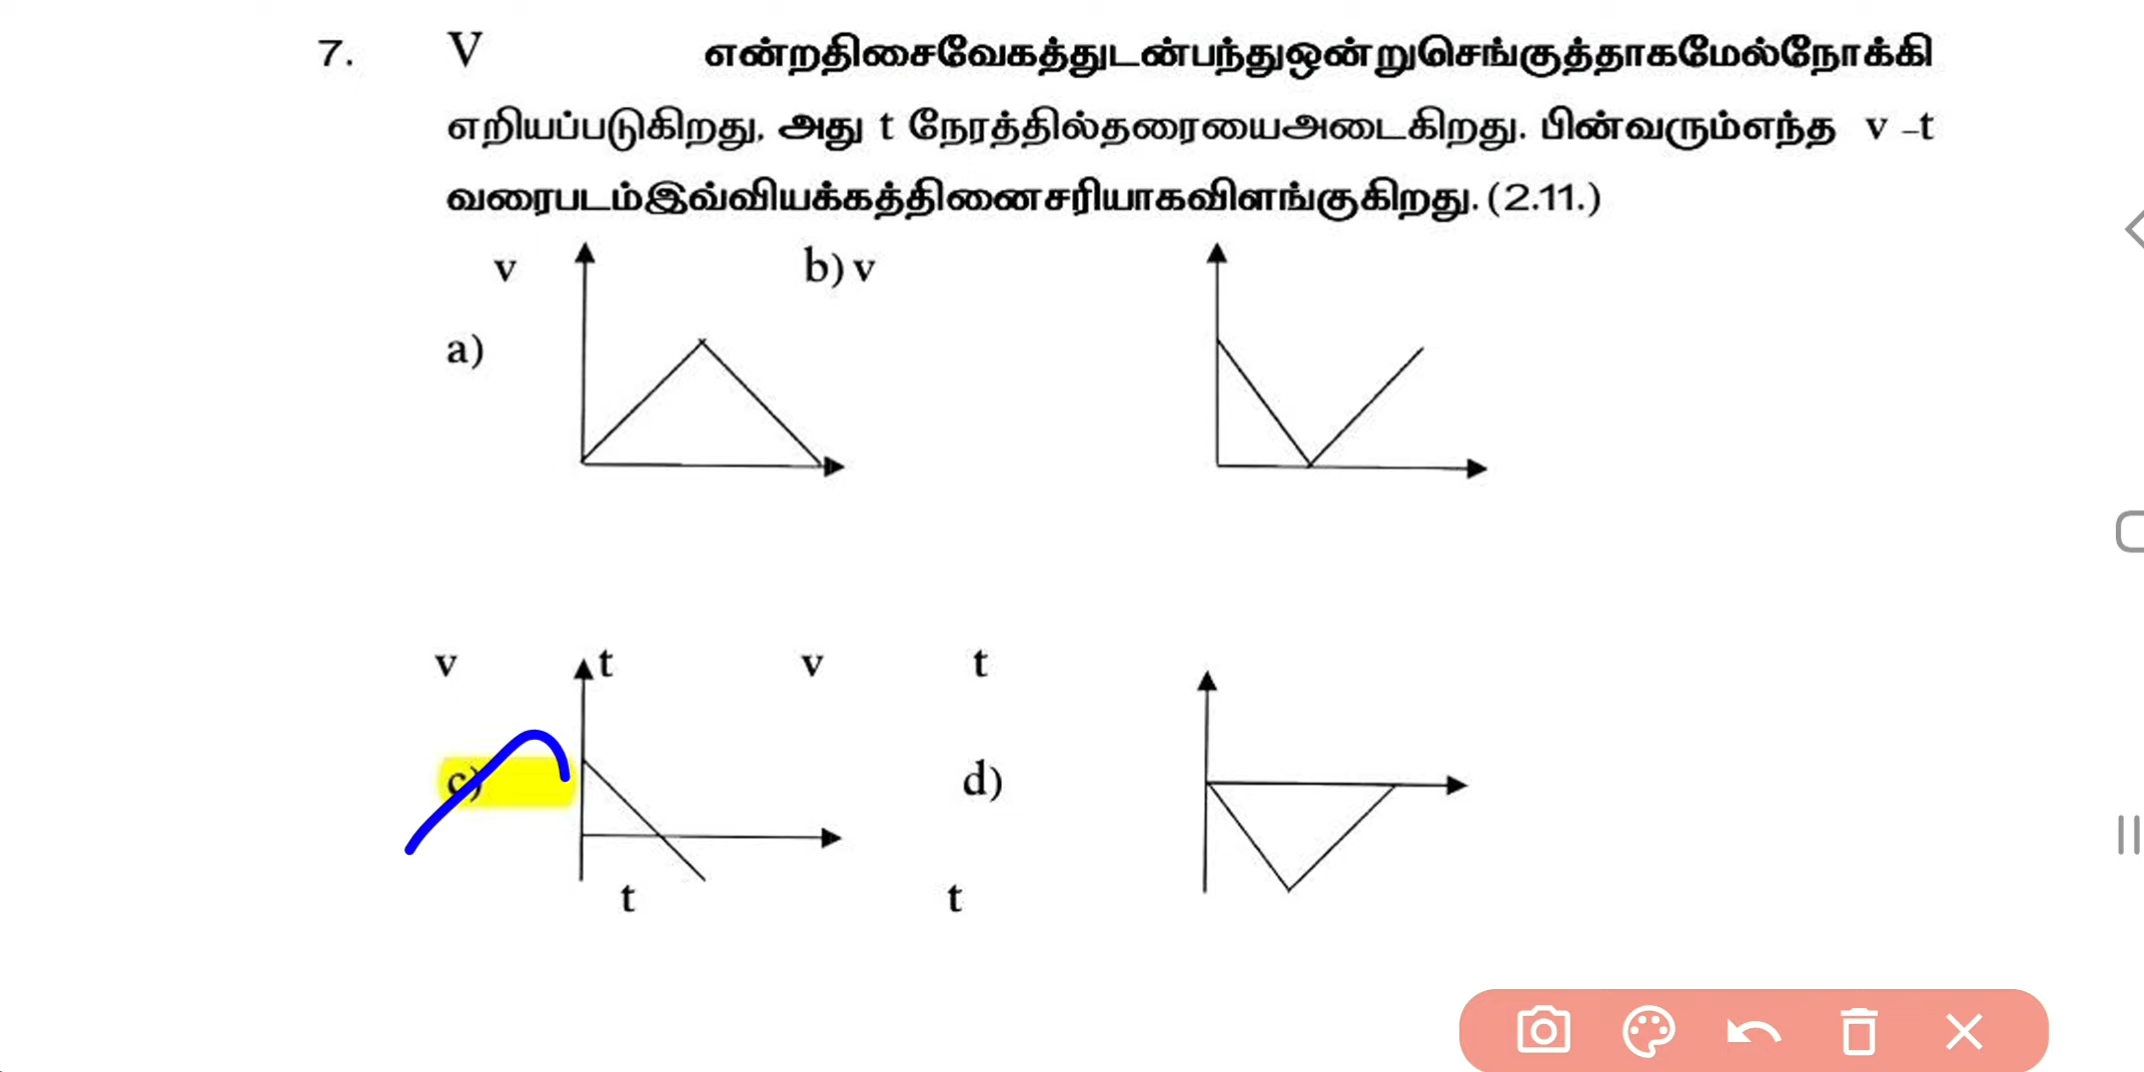 7. V என்றதிசைவேகத்துடன்பந்துஒன்றுசெங்குத்தாகமேல்நோக்கி
எறியப்படுகிறது. அது t நேரத்தில்தரையைஅடைகிறது. பின்வரும்எந்த v –t
வரைபடம்இவ்வியக்கத்தினைசரியாகவிளங்குகிறது. (2.11.)
v b) v
a)
v t v t
c) d)
t t